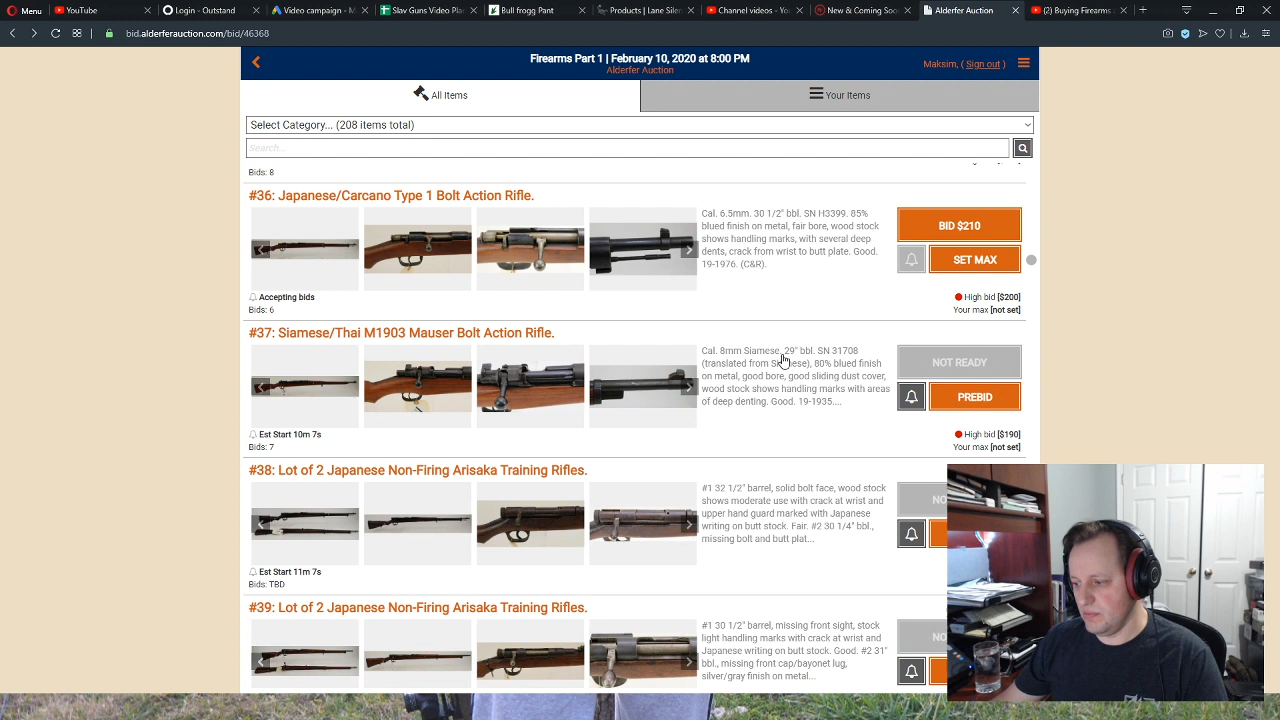 Menu
YouTube
Login - Outstand
Video campaign - M
Slav Guns Video Plan
Bull frogg Pant
Products | Lane Silen
Channel videos - You
New & Coming Soo
Alderfer Auction
(2) Buying Firearms
bid.alderferauction.com/bid/46368
Firearms Part 1 | February 10, 2020 at 8:00 PM
Alderfer Auction
Maksim, ( Sign out )
All Items
Your Items
Select Category... (208 items total)
Search...
Bids: 8
#36: Japanese/Carcano Type 1 Bolt Action Rifle.
Cal. 6.5mm. 30 1/2" bbl. SN H3399. 85%
blued finish on metal, fair bore, wood stock
shows handling marks, with several deep
dents, crack from wrist to butt plate. Good.
19-1976. (C&R).
BID $210
SET MAX
Accepting bids
Bids: 6
High bid [$200]
Your max [not set]
#37: Siamese/Thai M1903 Mauser Bolt Action Rifle.
Cal. 8mm Siamese, 29" bbl. SN 31708
(translated from Siamese), 80% blued finish
on metal, good bore, good sliding dust cover,
wood stock shows handling marks with areas
of deep denting. Good. 19-1935....
NOT READY
PREBID
Est Start 10m 7s
Bids: 7
High bid [$190]
Your max [not set]
#38: Lot of 2 Japanese Non-Firing Arisaka Training Rifles.
#1 32 1/2" barrel, solid bolt face, wood stock
shows moderate use with crack at wrist and
upper hand guard marked with Japanese
writing on butt stock. Fair. #2 30 1/4" bbl.,
missing bolt and butt plat...
NO
Est Start 11m 7s
Bids: TBD
#39: Lot of 2 Japanese Non-Firing Arisaka Training Rifles.
#1 30 1/2" barrel, missing front sight, stock
light handling marks with crack at wrist and
Japanese writing on butt stock. Good. #2 31"
bbl., missing front cap/bayonet lug,
silver/gray finish on metal...
NO